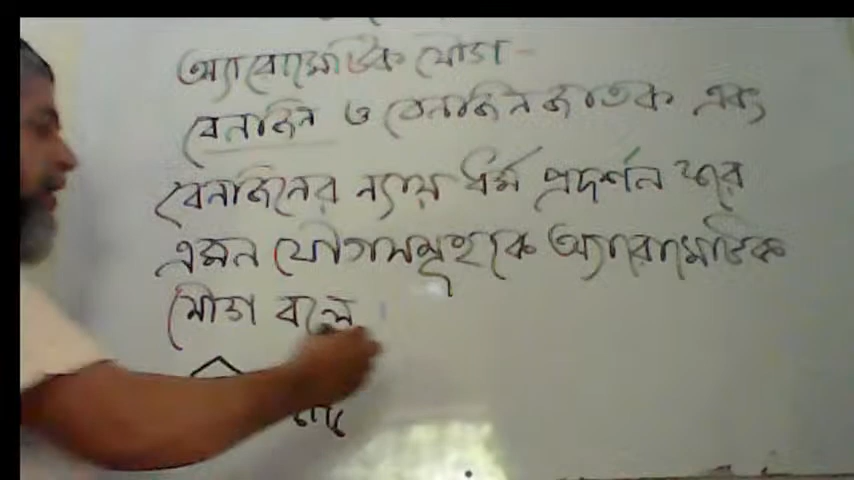 অ্যারোমেটিক যৌগ -
বেনজিন ও বেনজিন জাতক এবং
বেনজিনের ন্যায় ধর্ম প্রদর্শন করে
এমন যৌগসমূহকে অ্যারোমেটিক
যৌগ বলে